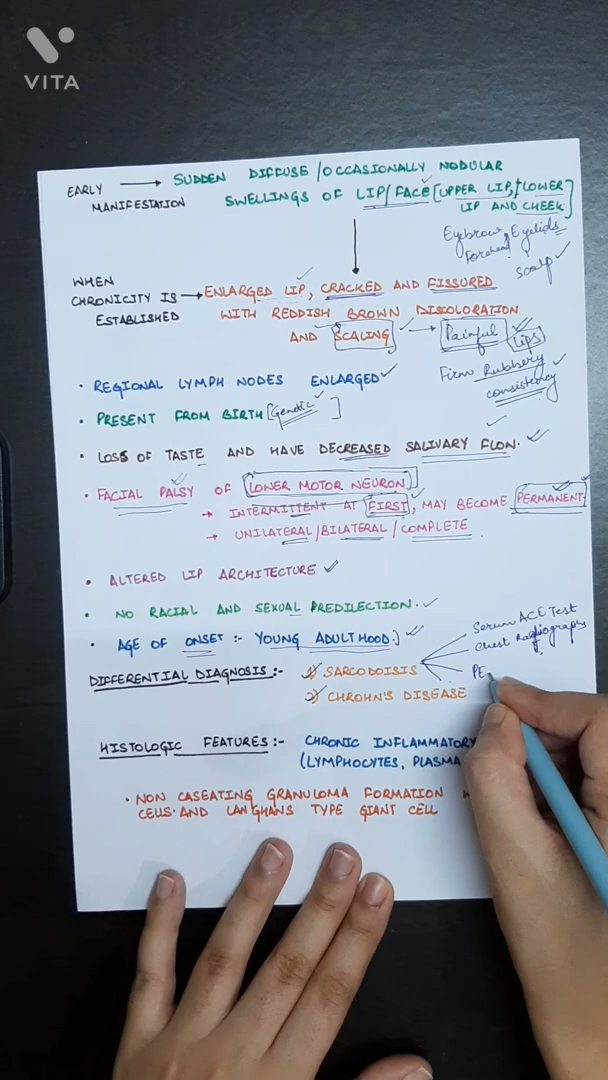 VITA
EARLY → SUDDEN DIFFUSE/OCCASIONALLY NODULAR
MANIFESTATION SWELLINGS OF LIP/FACE [UPPER LIP, LOWER
LIP AND CHEEK]
Eyebrow, Eyelids
Forehead
Scalp
WHEN
CHRONICITY IS → ENLARGED LIP, CRACKED AND FISSURED
ESTABLISHED WITH REDDISH BROWN DISCOLORATION
AND SCALING → Painful Lips
Firm Rubbery
consistency
• REGIONAL LYMPH NODES ENLARGED
• PRESENT FROM BIRTH [Genetic]
• LOSS OF TASTE AND HAVE DECREASED SALIVARY FLOW.
• FACIAL PALSY OF [LOWER MOTOR NEURON]
→ INTERMITTENT AT FIRST, MAY BECOME PERMANENT
→ UNILATERAL/BILATERAL/COMPLETE
• ALTERED LIP ARCHITECTURE
• NO RACIAL AND SEXUAL PREDILECTION.
• AGE OF ONSET :- YOUNG ADULTHOOD.
Serum ACE Test
Chest Radiography
PE
DIFFERENTIAL DIAGNOSIS :- 1) SARCODOISIS
2) CHROHN'S DISEASE
HISTOLOGIC FEATURES :- CHRONIC INFLAMMATORY
(LYMPHOCYTES, PLASMA
• NON CASEATING GRANULOMA FORMATION
CELLS. AND LANGHANS TYPE GIANT CELL